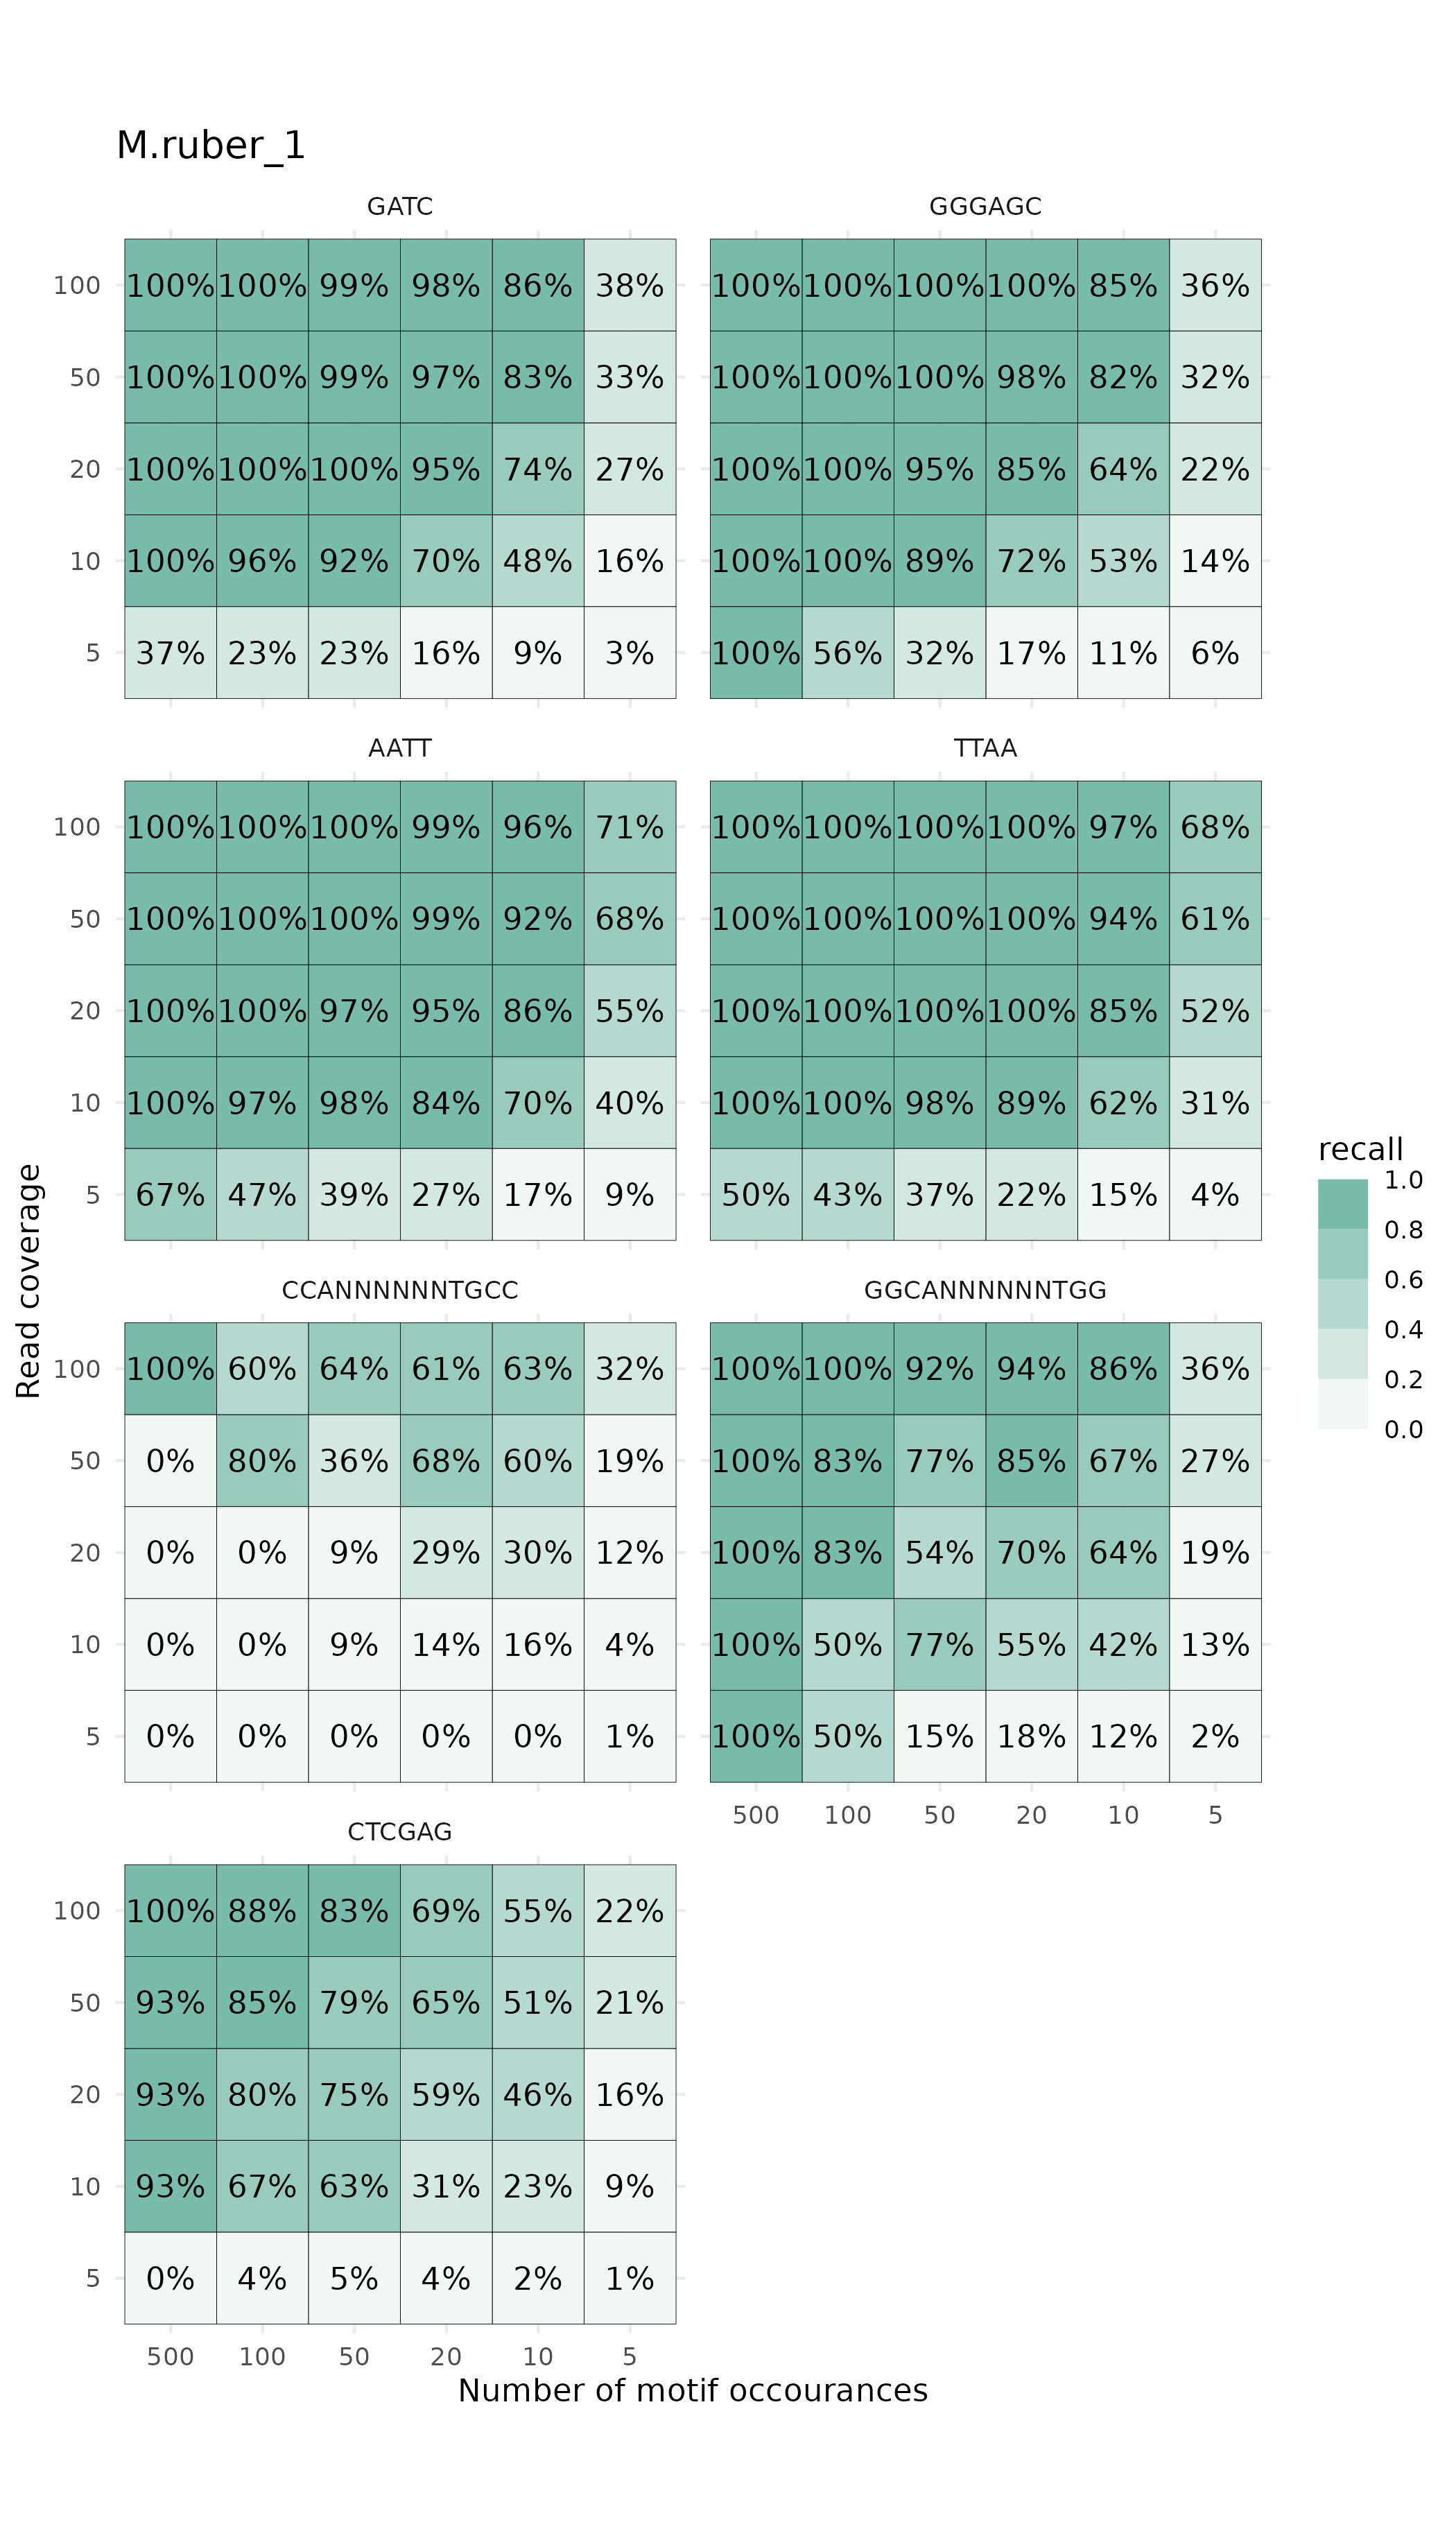 M.ruber_1
GATC GGGAGC
100 100% 100% 99% 98% 86% 38% 100% 100% 100% 100% 85% 36%
50 100% 100% 99% 97% 83% 33% 100% 100% 100% 98% 82% 32%
20 100% 100% 100% 95% 74% 27% 100% 100% 95% 85% 64% 22%
10 100% 96% 92% 70% 48% 16% 100% 100% 89% 72% 53% 14%
5 37% 23% 23% 16% 9% 3% 100% 56% 32% 17% 11% 6%
AATT TTAA
100 100% 100% 100% 99% 96% 71% 100% 100% 100% 100% 97% 68%
50 100% 100% 100% 99% 92% 68% 100% 100% 100% 100% 94% 61%
20 100% 100% 97% 95% 86% 55% 100% 100% 100% 100% 85% 52%
10 100% 97% 98% 84% 70% 40% 100% 100% 98% 89% 62% 31%
5 67% 47% 39% 27% 17% 9% 50% 43% 37% 22% 15% 4%
CCANNNNNNTGCC GGCANNNNNNTGG
100 100% 60% 64% 61% 63% 32% 100% 100% 92% 94% 86% 36%
50 0% 80% 36% 68% 60% 19% 100% 83% 77% 85% 67% 27%
20 0% 0% 9% 29% 30% 12% 100% 83% 54% 70% 64% 19%
10 0% 0% 9% 14% 16% 4% 100% 50% 77% 55% 42% 13%
5 0% 0% 0% 0% 0% 1% 100% 50% 15% 18% 12% 2%
500 100 50 20 10 5
CTCGAG
100 100% 88% 83% 69% 55% 22%
50 93% 85% 79% 65% 51% 21%
20 93% 80% 75% 59% 46% 16%
10 93% 67% 63% 31% 23% 9%
5 0% 4% 5% 4% 2% 1%
500 100 50 20 10 5
Number of motif occourances
Read coverage
recall
1.0
0.8
0.6
0.4
0.2
0.0